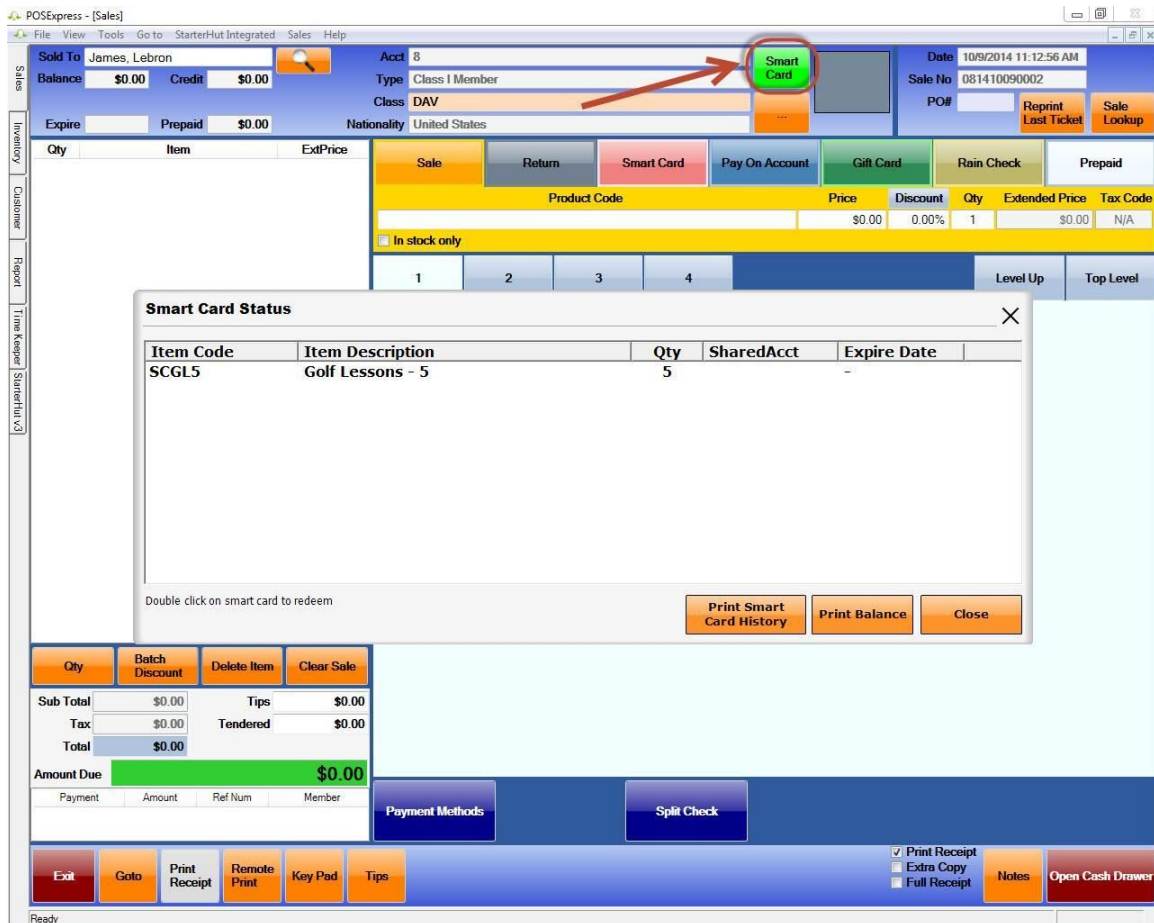 POSExpress - [Sales]
File View Tools Go to StarterHut Integrated Sales Help
Sales
Inventory
Customer
Report
Time Keeper
StarterHut v3
Sold To James, Lebron
Balance $0.00 Credit $0.00
Expire Prepaid $0.00
Acct 8
Type Class I Member
Class DAV
Nationality United States
Smart Card
...
Date 10/9/2014 11:12:56 AM
Sale No 081410090002
PO#
Reprint Last Ticket
Sale Lookup
Qty Item ExtPrice
Sale Return Smart Card Pay On Account Gift Card Rain Check Prepaid
Product Code Price Discount Qty Extended Price Tax Code
$0.00 0.00% 1 $0.00 N/A
In stock only
1 2 3 4 Level Up Top Level
Smart Card Status
Item Code Item Description Qty SharedAcct Expire Date
SCGL5 Golf Lessons - 5 5 -
Double click on smart card to redeem
Print Smart Card History
Print Balance
Close
Qty
Batch Discount
Delete Item
Clear Sale
Sub Total $0.00 Tips $0.00
Tax $0.00 Tendered $0.00
Total $0.00
Amount Due $0.00
Payment Amount Ref Num Member
Payment Methods
Split Check
Exit
Goto
Print Receipt
Remote Print
Key Pad
Tips
Print Receipt
Extra Copy
Full Receipt
Notes
Open Cash Drawer
Ready